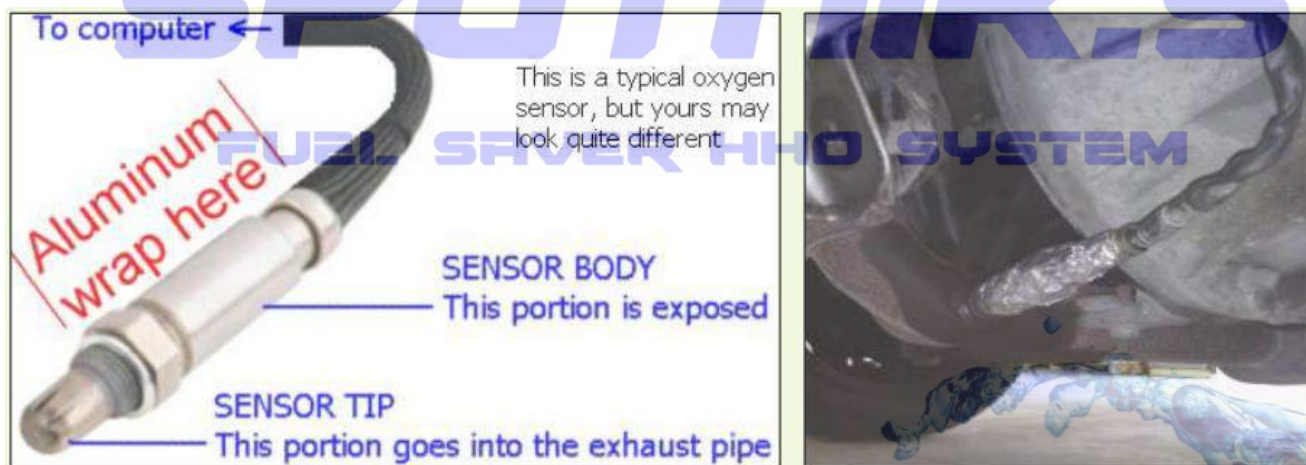 SPUTNIK.S
FUEL SAVER HHO SYSTEM
To computer ←
This is a typical oxygen
sensor, but yours may
look quite different
Aluminum
wrap here
SENSOR BODY
This portion is exposed
SENSOR TIP
This portion goes into the exhaust pipe